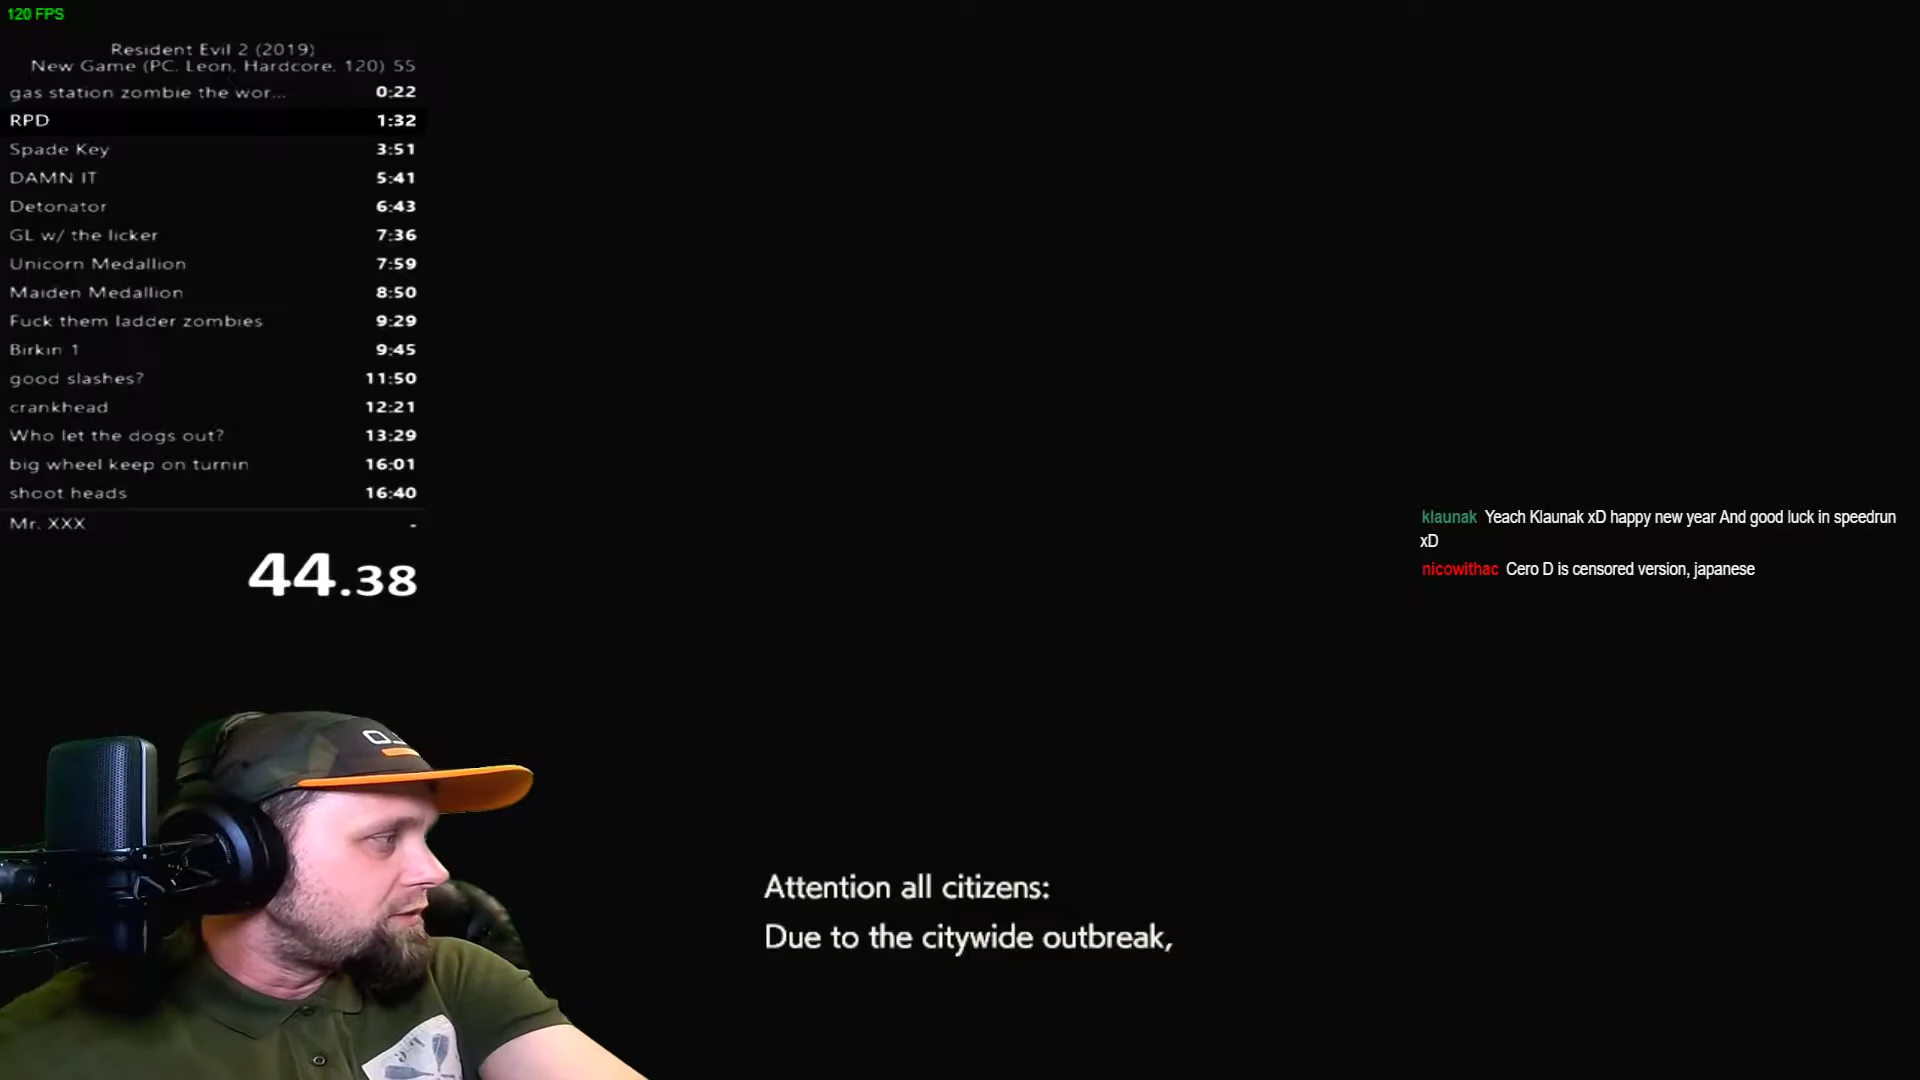 120 FPS
Resident Evil 2 (2019)
New Game (PC, Leon, Hardcore, 120) 55
gas station zombie the wor... 0:22
RPD 1:32
Spade Key 3:51
DAMN IT 5:41
Detonator 6:43
GL w/ the licker 7:36
Unicorn Medallion 7:59
Maiden Medallion 8:50
Fuck them ladder zombies 9:29
Birkin 1 9:45
good slashes? 11:50
crankhead 12:21
Who let the dogs out? 13:29
big wheel keep on turnin 16:01
shoot heads 16:40
Mr. XXX -
44.38
klaunak Yeach Klaunak xD happy new year And good luck in speedrun
xD
nicowithac Cero D is censored version, japanese
Attention all citizens:
Due to the citywide outbreak,